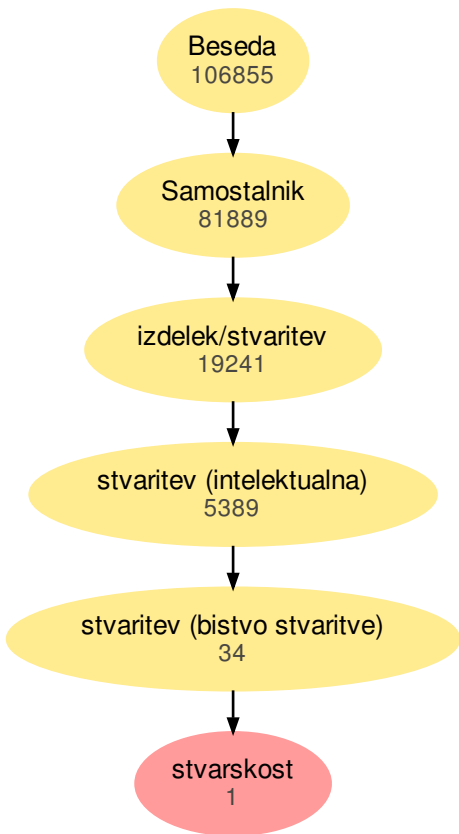 Beseda
106855
Samostalnik
81889
izdelek/stvaritev
19241
stvaritev (intelektualna)
5389
stvaritev (bistvo stvaritve)
34
stvarskost
1